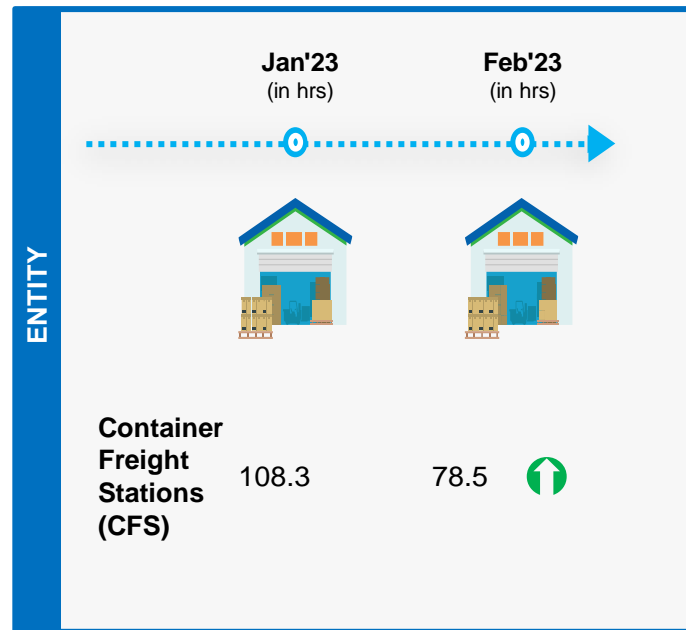 Jan'23
(in hrs)
Feb'23
(in hrs)
ENTITY
Container
Freight
Stations
(CFS)
108.3
78.5